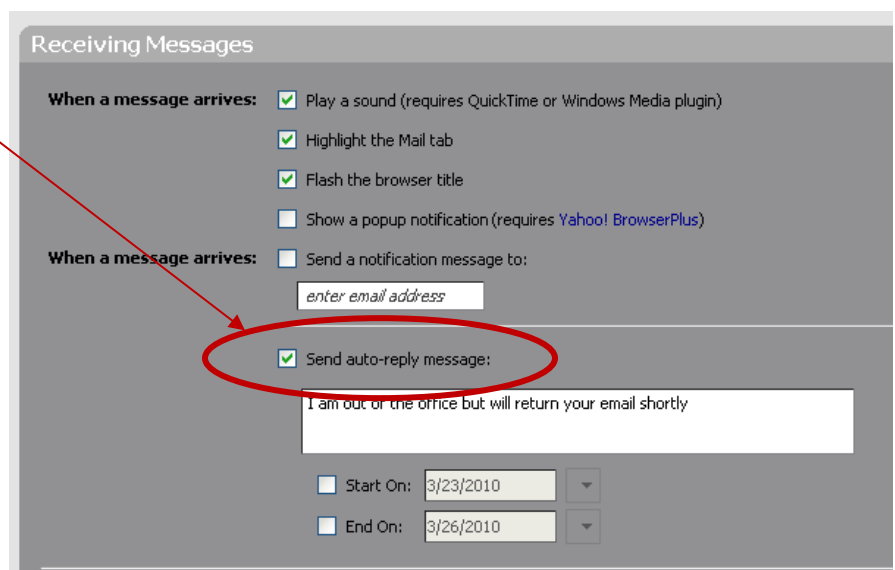 Receiving Messages
When a message arrives: Play a sound (requires QuickTime or Windows Media plugin)
Highlight the Mail tab
Flash the browser title
Show a popup notification (requires Yahoo! BrowserPlus)
When a message arrives: Send a notification message to:
enter email address
Send auto-reply message:
I am out of the office but will return your email shortly
Start On: 3/23/2010
End On: 3/26/2010